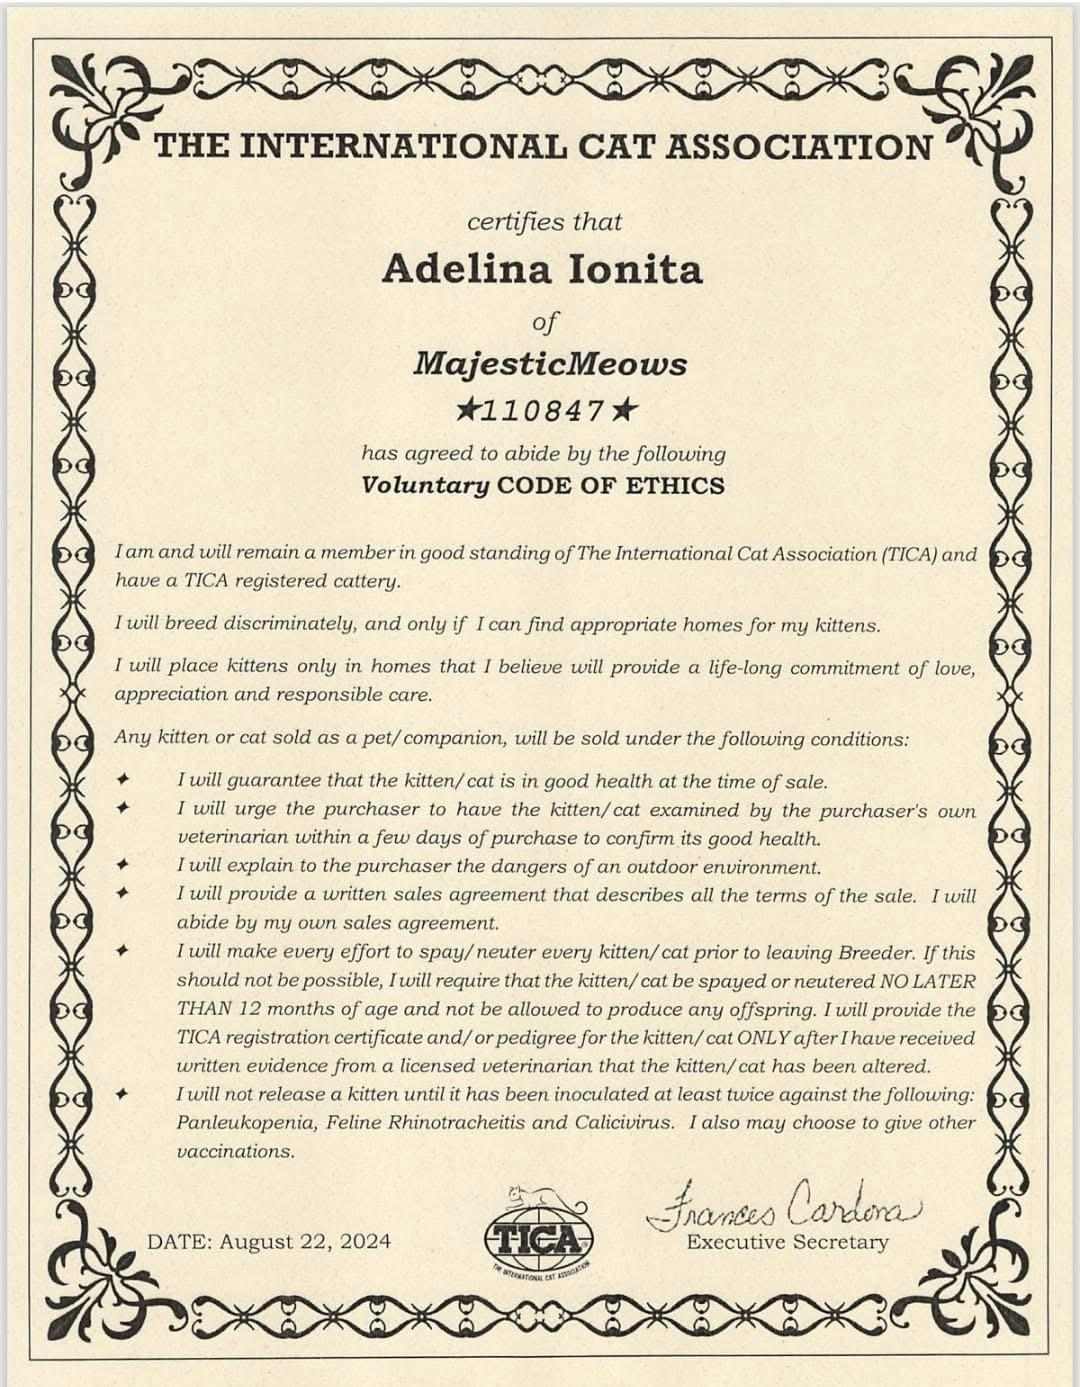 THE INTERNATIONAL CAT ASSOCIATION
certifies that
Adelina Ionita
of
MajesticMeows
★110847★
has agreed to abide by the following
Voluntary CODE OF ETHICS
I am and will remain a member in good standing of The International Cat Association (TICA) and
have a TICA registered cattery.
I will breed discriminately, and only if I can find appropriate homes for my kittens.
I will place kittens only in homes that I believe will provide a life-long commitment of love,
appreciation and responsible care.
Any kitten or cat sold as a pet/companion, will be sold under the following conditions:
✦ I will guarantee that the kitten/cat is in good health at the time of sale.
✦ I will urge the purchaser to have the kitten/cat examined by the purchaser's own
veterinarian within a few days of purchase to confirm its good health.
✦ I will explain to the purchaser the dangers of an outdoor environment.
✦ I will provide a written sales agreement that describes all the terms of the sale. I will
abide by my own sales agreement.
✦ I will make every effort to spay/neuter every kitten/cat prior to leaving Breeder. If this
should not be possible, I will require that the kitten/cat be spayed or neutered NO LATER
THAN 12 months of age and not be allowed to produce any offspring. I will provide the
TICA registration certificate and/or pedigree for the kitten/cat ONLY after I have received
written evidence from a licensed veterinarian that the kitten/cat has been altered.
✦ I will not release a kitten until it has been inoculated at least twice against the following:
Panleukopenia, Feline Rhinotracheitis and Calicivirus. I also may choose to give other
vaccinations.
Frances Cardona
DATE: August 22, 2024
TICA
®
THE INTERNATIONAL CAT ASSOCIATION
Executive Secretary